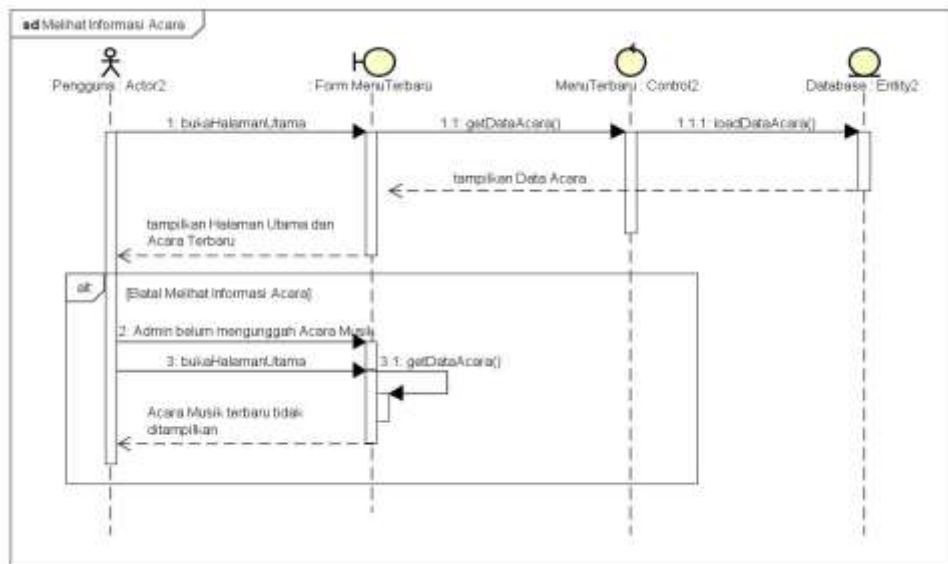 sd Melihat Informasi Acara
Pengguna : Actor2
: Form MenuTerbaru
MenuTerbaru : Control2
Database : Entity2
1: bukaHalamanUtama
1.1: getDataAcara()
1.1.1: loadDataAcara()
tampilkan Data Acara
tampilkan Halaman Utama dan
Acara Terbaru
alt
[Batal Melihat Informasi Acara]
2: Admin belum mengunggah Acara Musik
3: bukaHalamanUtama
3.1: getDataAcara()
Acara Musik terbaru tidak
ditampilkan